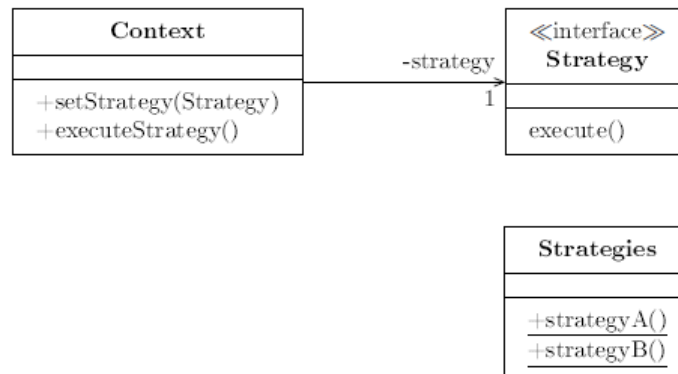 Context
+setStrategy(Strategy)
+executeStrategy()
-strategy
1
≪interface≫
Strategy
execute()
Strategies
+strategyA()
+strategyB()